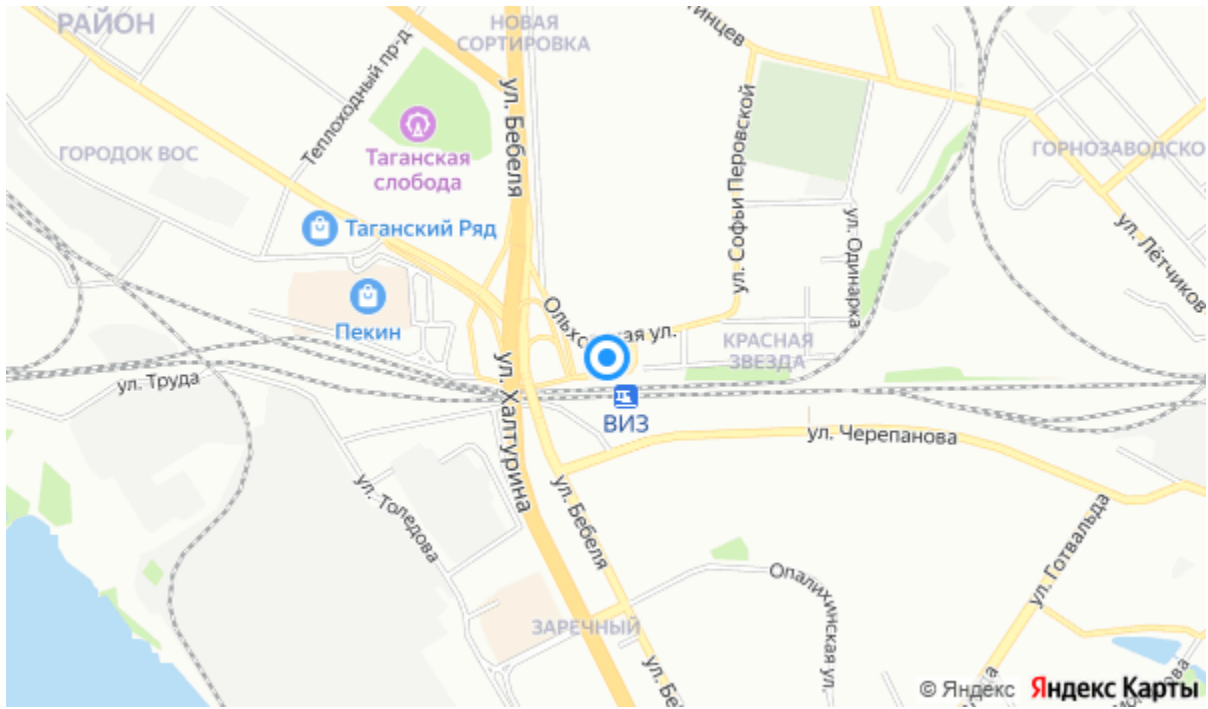 РАЙОН
НОВАЯ
СОРТИРОВКА
Теплоходный пр-д
ул. Бебеля
Таганская
слобода
ГОРОДОК ВОС
Таганский Ряд
Пекин
ул. Софьи Перовской
ул. Одинарка
ГОРНОЗАВОДСКО
ул. Лётчиков
КРАСНАЯ
ЗВЕЗДА
ул. Труда
ул. Халтурина
ВИЗ
ул. Черепанова
ул. Толедова
ул. Бебеля
ул. Готвальда
Опалихинская ул.
ЗАРЕЧНЫЙ
ул. Бе
© Яндекс Яндекс Карты